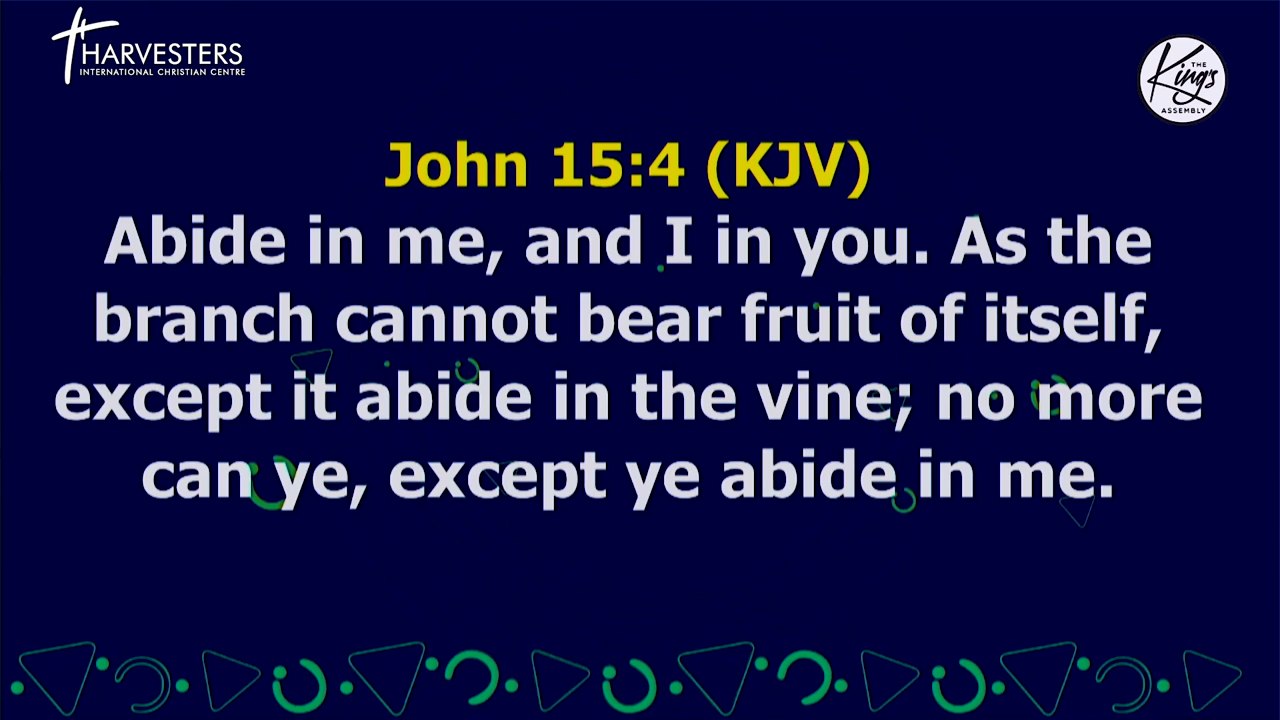 HARVESTERS
INTERNATIONAL CHRISTIAN CENTRE
THE
King's
ASSEMBLY
John 15:4 (KJV)
Abide in me, and I in you. As the
branch cannot bear fruit of itself,
except it abide in the vine; no more
can ye, except ye abide in me.